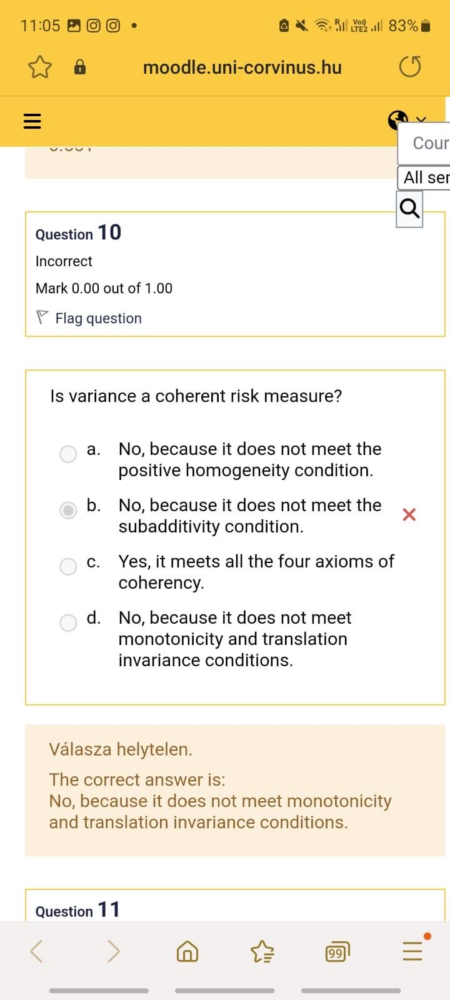 11:05
R
Vo))
LTE2
83%
moodle.uni-corvinus.hu
Cour
All ser
Question 10
Incorrect
Mark 0.00 out of 1.00
Flag question
Is variance a coherent risk measure?
a. No, because it does not meet the
positive homogeneity condition.
b. No, because it does not meet the
subadditivity condition.
c. Yes, it meets all the four axioms of
coherency.
d. No, because it does not meet
monotonicity and translation
invariance conditions.
Válasza helytelen.
The correct answer is:
No, because it does not meet monotonicity
and translation invariance conditions.
Question 11
99